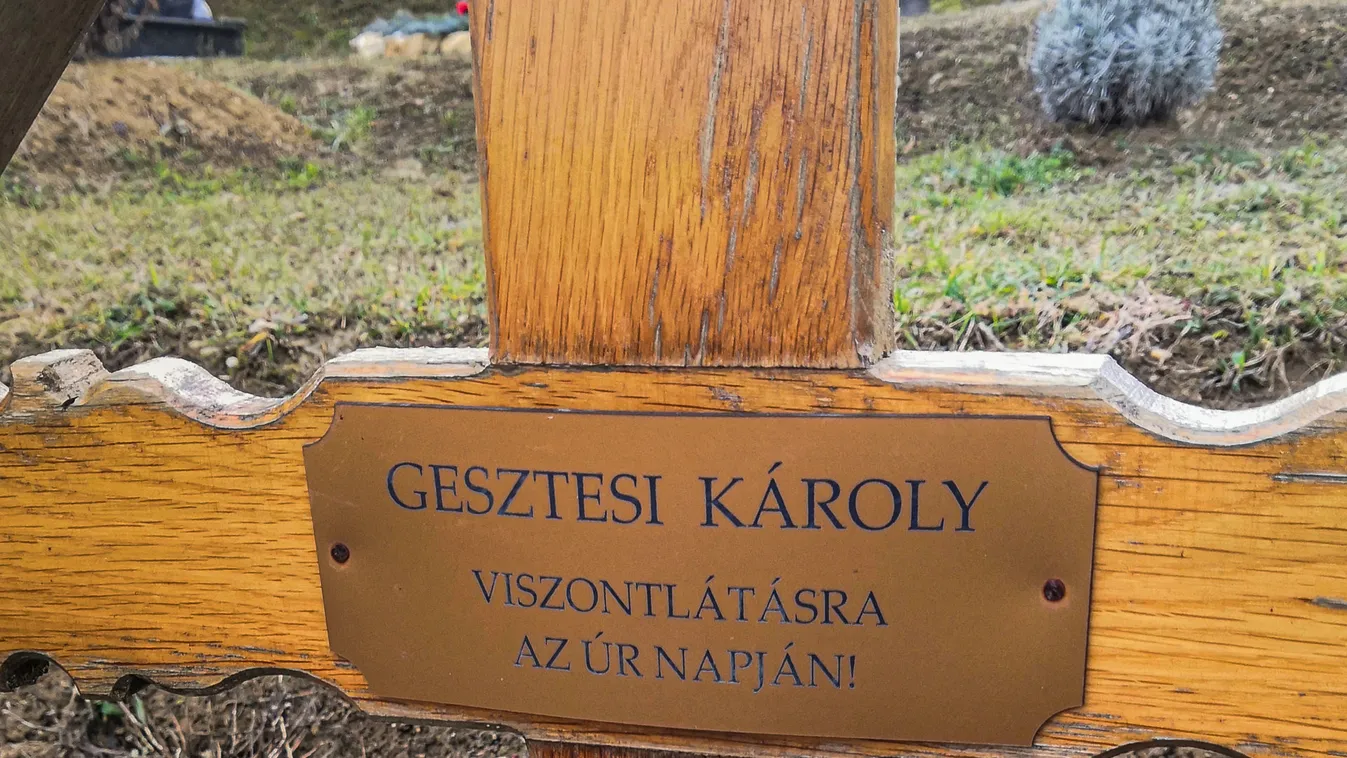 GESZTESI KÁROLY
VISZONTLÁTÁSRA
AZ ÚR NAPJÁN!